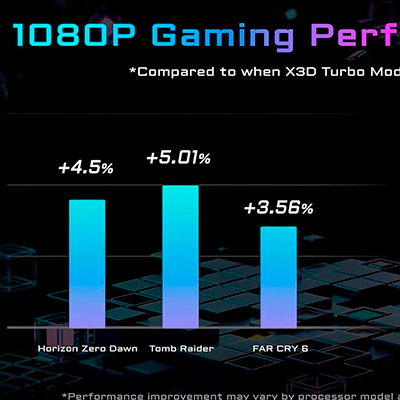 1080P Gaming Perf
*Compared to when X3D Turbo Mod
+4.5%
+5.01%
+3.56%
Horizon Zero Dawn
Tomb Raider
FAR CRY 6
*Performance improvement may vary by processor model a